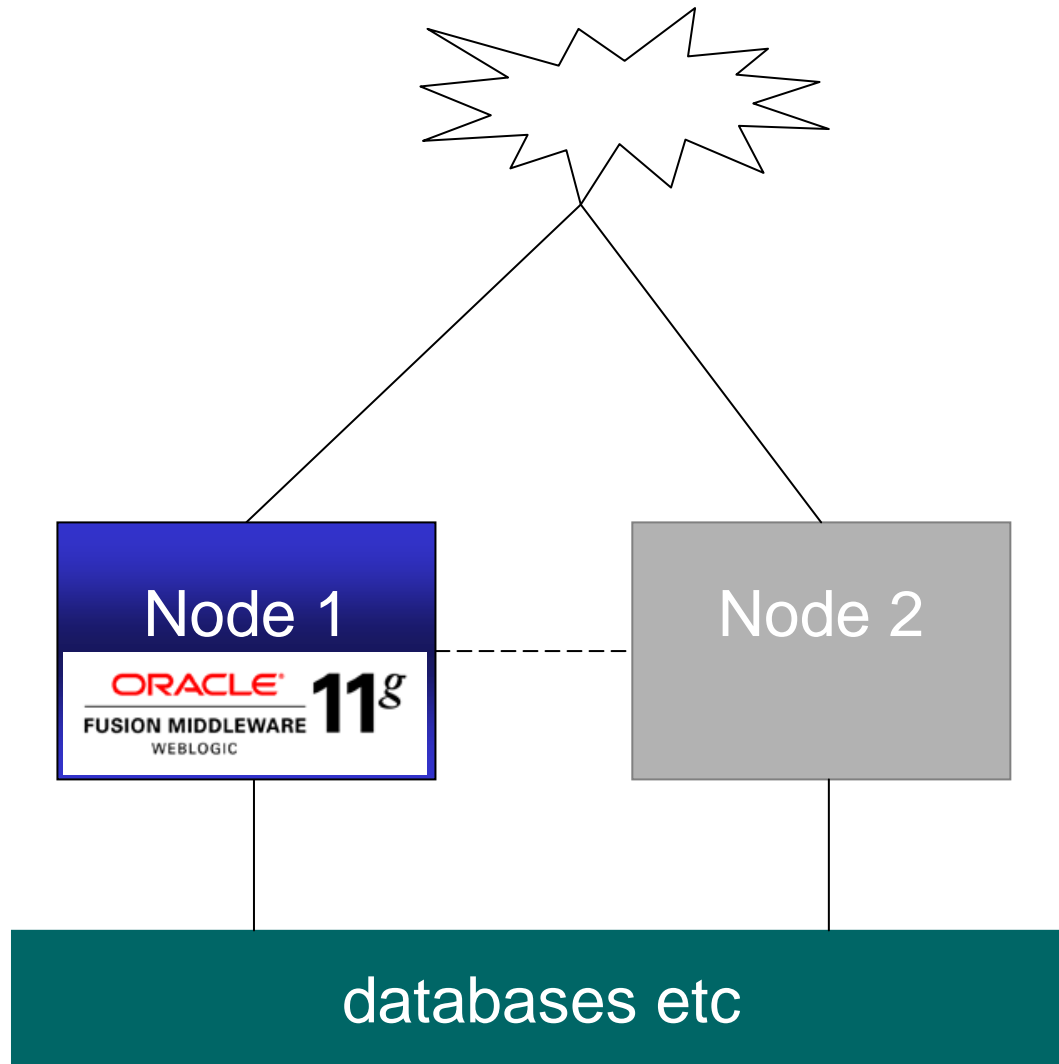 Node 1
Node 2
ORACLE
FUSION MIDDLEWARE 11g
WEBLOGIC
databases etc